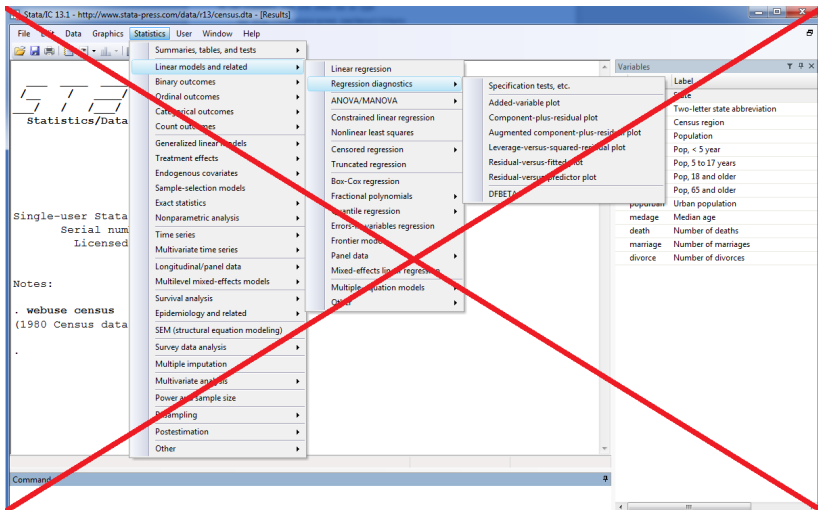 Stata/IC 13.1 - http://www.stata-press.com/data/r13/census.dta - [Results]
File Edit Data Graphics Statistics User Window Help
Summaries, tables, and tests
Linear models and related
Binary outcomes
Ordinal outcomes
Categorical outcomes
Count outcomes
Generalized linear models
Treatment effects
Endogenous covariates
Sample-selection models
Exact statistics
Nonparametric analysis
Time series
Multivariate time series
Longitudinal/panel data
Multilevel mixed-effects models
Survival analysis
Epidemiology and related
SEM (structural equation modeling)
Survey data analysis
Multiple imputation
Multivariate analysis
Power and sample size
Resampling
Postestimation
Other
Linear regression
Regression diagnostics
ANOVA/MANOVA
Constrained linear regression
Nonlinear least squares
Censored regression
Truncated regression
Box-Cox regression
Fractional polynomials
Quantile regression
Errors-in-variables regression
Frontier models
Panel data
Mixed-effects linear regression
Multiple-equation models
Other
Specification tests, etc.
Added-variable plot
Component-plus-residual plot
Augmented component-plus-residual plot
Leverage-versus-squared-residual plot
Residual-versus-fitted plot
Residual-versus-predictor plot
DFBETA
Statistics/Data
Single-user Stata
Serial num
Licensed
Notes:
. webuse census
(1980 Census data
.
Command
Variables
Label
State
Two-letter state abbreviation
Census region
Population
Pop, < 5 year
Pop, 5 to 17 years
Pop, 18 and older
Pop, 65 and older
popurban Urban population
medage Median age
death Number of deaths
marriage Number of marriages
divorce Number of divorces